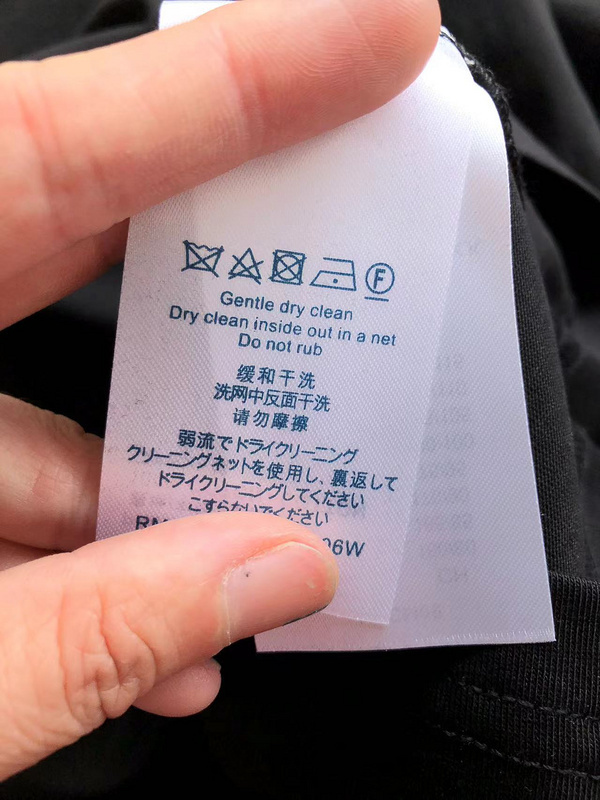 F
Gentle dry clean
Dry clean inside out in a net
Do not rub
缓和干洗
洗网中反面干洗
请勿摩擦
弱流でドライクリーニング
クリーニングネットを使用し、裏返して
ドライクリーニングしてください
こすらないでください